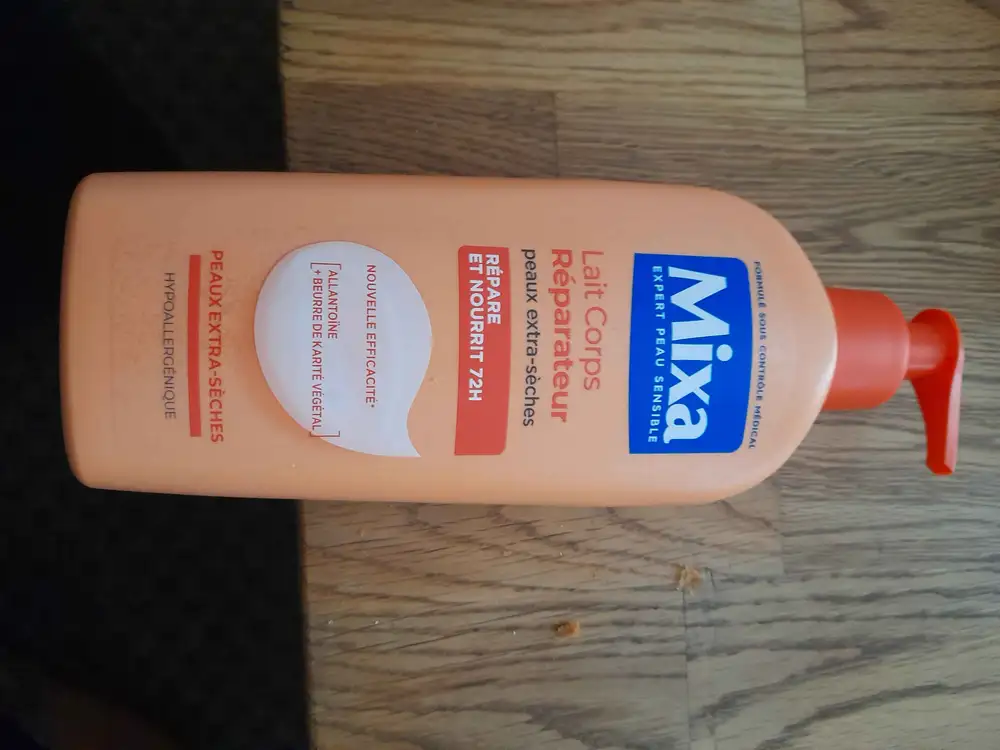 FORMULE SOUS CONTRÔLE MÉDICAL
Mixa
EXPERT PEAU SENSIBLE
Lait Corps
Réparateur
peaux extra-sèches
RÉPARE
ET NOURRIT 72H
NOUVELLE EFFICACITÉ*
[ALLANTOÏNE
+ BEURRE DE KARITÉ VÉGÉTAL]
PEAUX EXTRA-SÈCHES
HYPOALLERGÉNIQUE